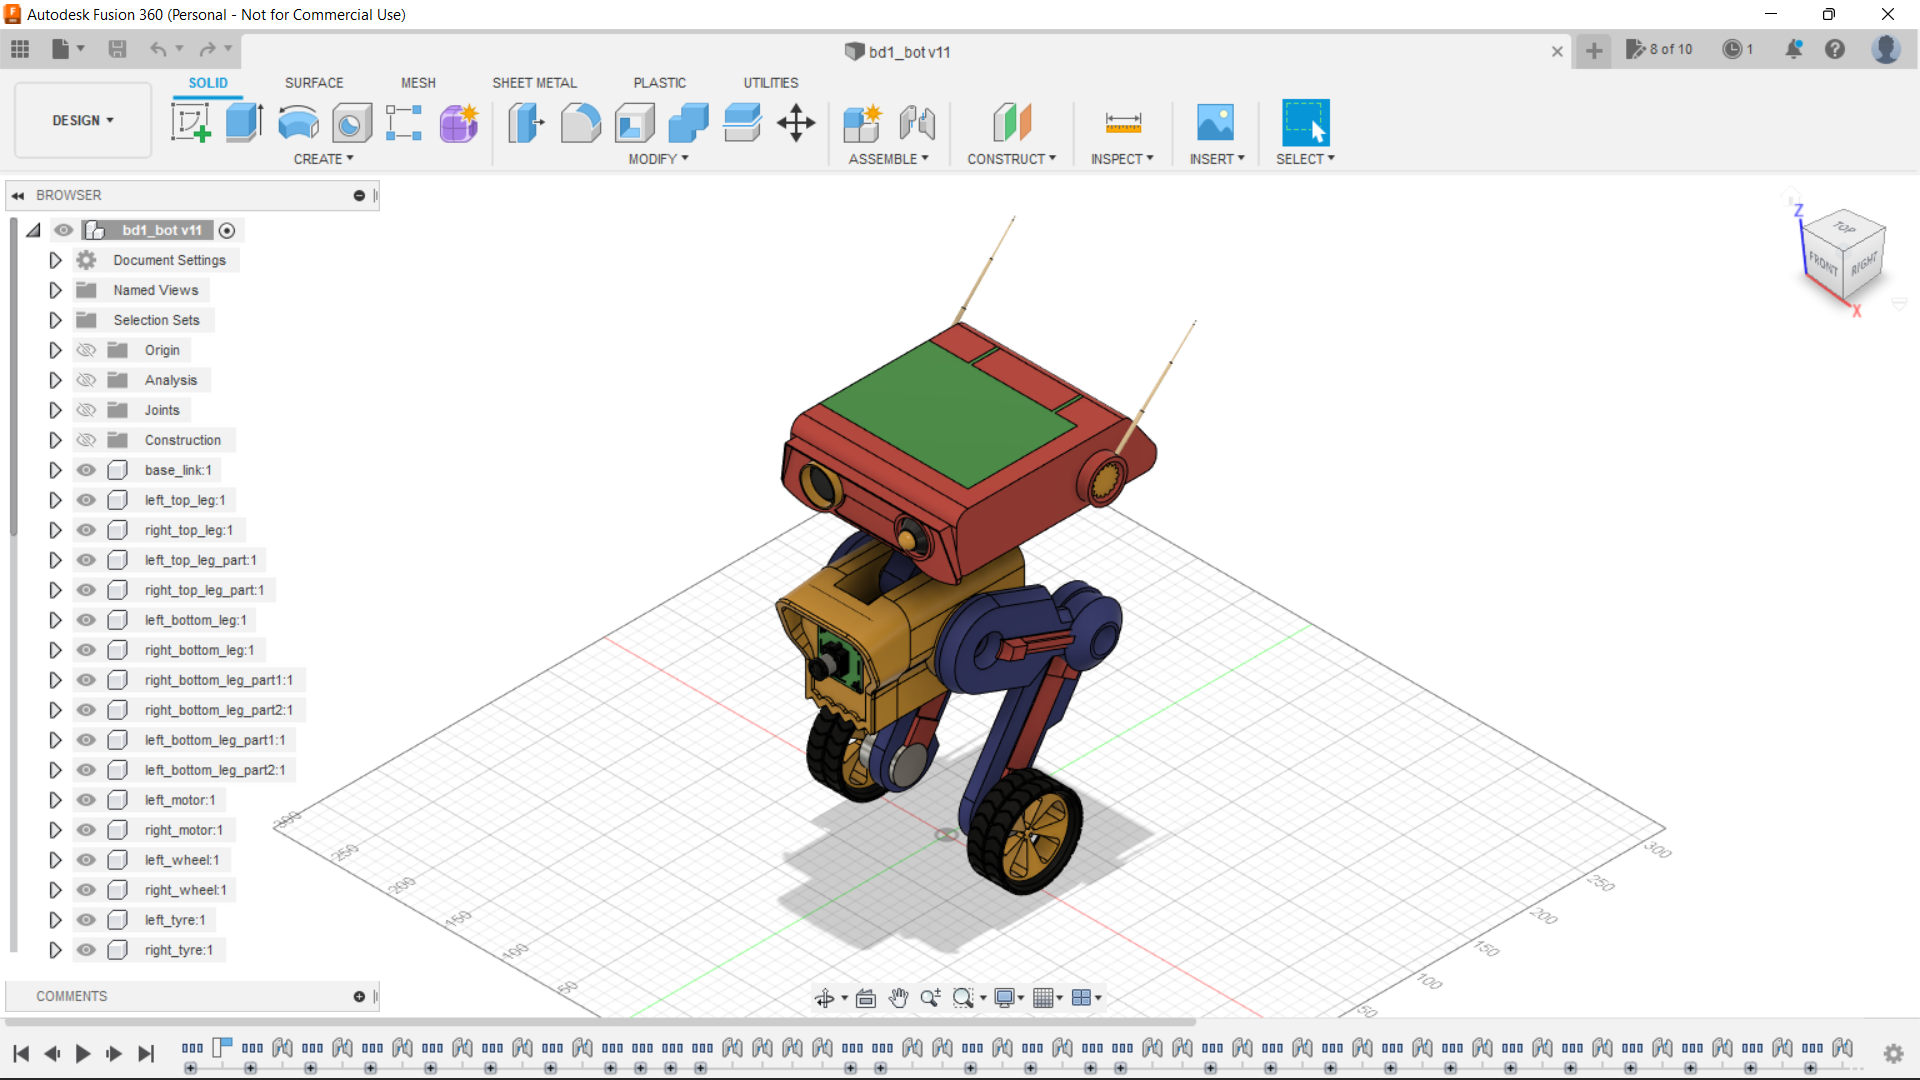 Autodesk Fusion 360 (Personal - Not for Commercial Use)
bd1_bot v11
8 of 10
1
DESIGN
SOLID
SURFACE
MESH
SHEET METAL
PLASTIC
UTILITIES
CREATE
MODIFY
ASSEMBLE
CONSTRUCT
INSPECT
INSERT
SELECT
BROWSER
bd1_bot v11
Document Settings
Named Views
Selection Sets
Origin
Analysis
Joints
Construction
base_link:1
left_top_leg:1
right_top_leg:1
left_top_leg_part:1
right_top_leg_part:1
left_bottom_leg:1
right_bottom_leg:1
right_bottom_leg_part1:1
right_bottom_leg_part2:1
left_bottom_leg_part1:1
left_bottom_leg_part2:1
left_motor:1
right_motor:1
left_wheel:1
right_wheel:1
left_tyre:1
right_tyre:1
COMMENTS
Z
TOP
FRONT
RIGHT
X
300
250
200
150
100
50
300
250
200
150
100
50